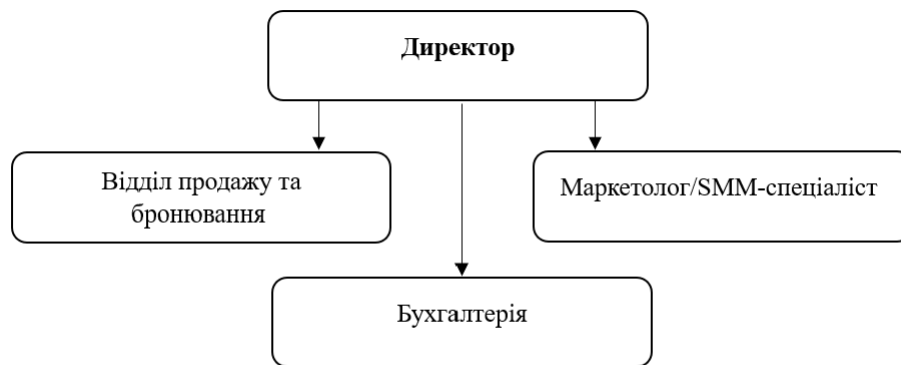 Директор
Відділ продажу та
бронювання
Маркетолог/SMM-спеціаліст
Бухгалтерія